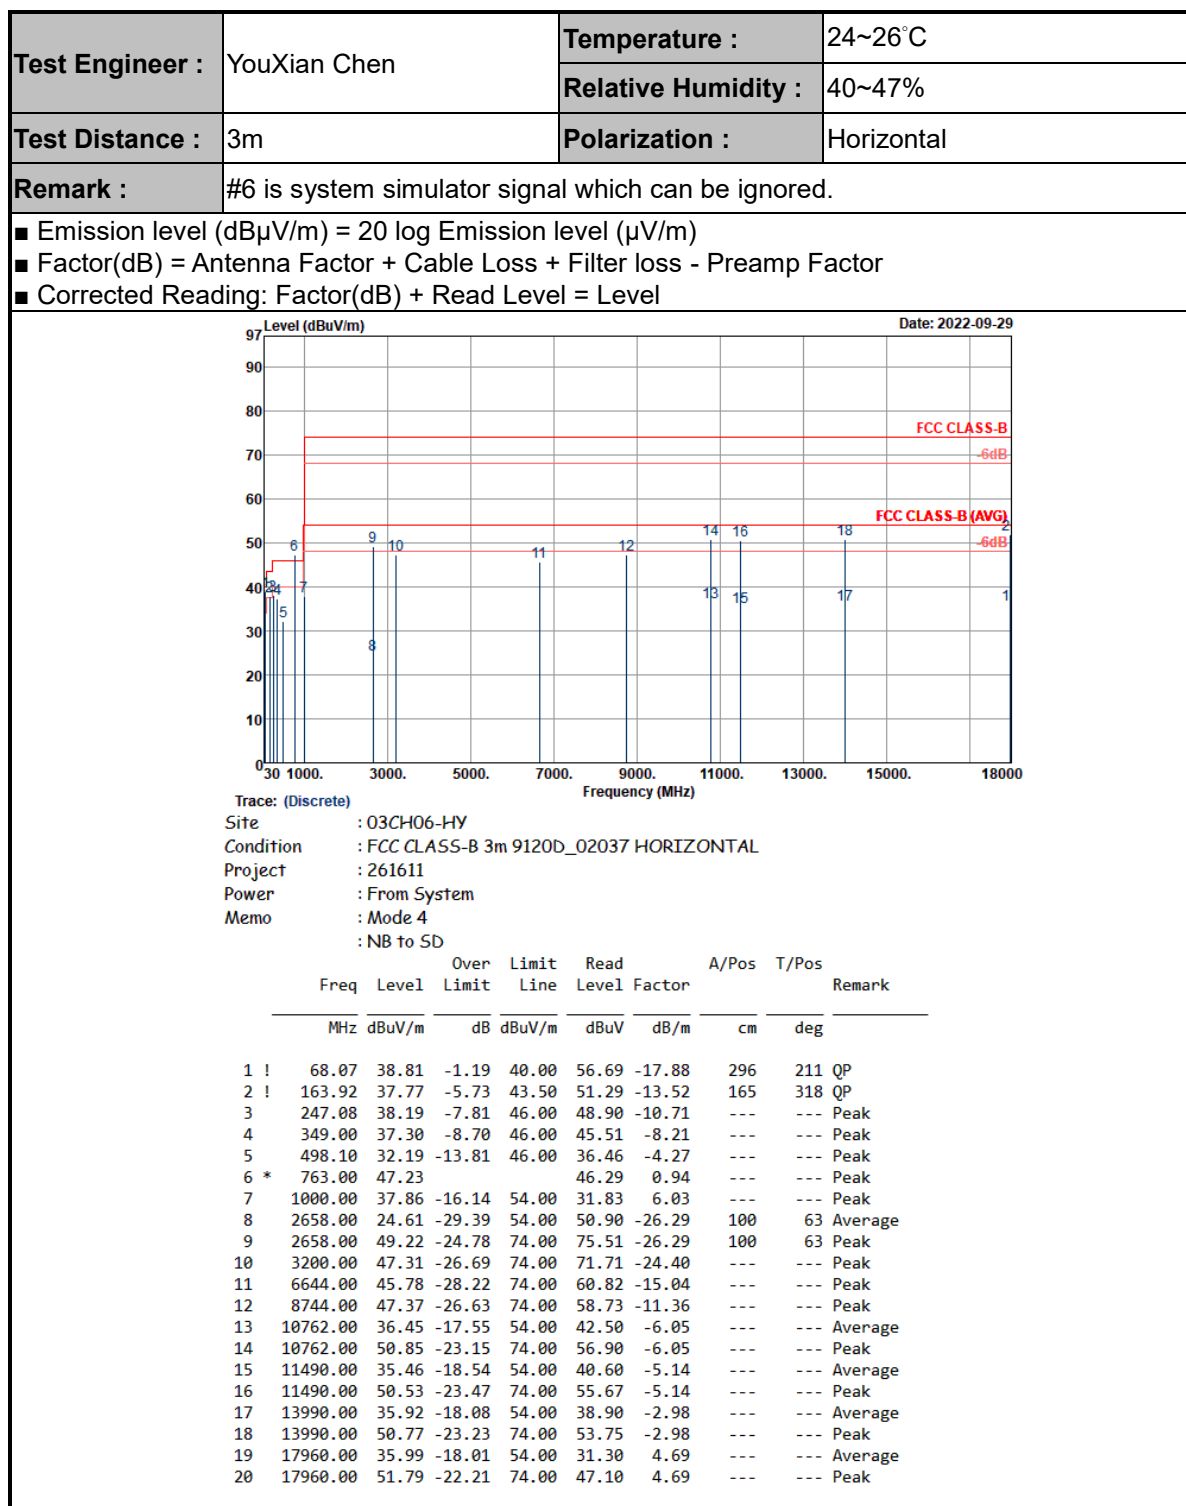 Test Engineer : YouXian Chen Temperature : 24~26°C
Relative Humidity : 40~47%
Test Distance : 3m Polarization : Horizontal
Remark : #6 is system simulator signal which can be ignored.
■ Emission level (dBμV/m) = 20 log Emission level (μV/m)
■ Factor(dB) = Antenna Factor + Cable Loss + Filter loss - Preamp Factor
■ Corrected Reading: Factor(dB) + Read Level = Level
97 Level (dBuV/m) Date: 2022-09-29
90
80
FCC CLASS-B
70 -6dB
60
FCC CLASS-B (AVG)
50 -6dB
40
30
20
10
0
1 2 3 4 5 6 7 8 9 10 11 12 13 14 15 16 17 18 1 2
30 1000. 3000. 5000. 7000. 9000. 11000. 13000. 15000. 18000
Frequency (MHz)
Trace: (Discrete)
Site : 03CH06-HY
Condition : FCC CLASS-B 3m 9120D_02037 HORIZONTAL
Project : 261611
Power : From System
Memo : Mode 4
: NB to SD
Over Limit Read A/Pos T/Pos
Freq Level Limit Line Level Factor Remark
MHz dBuV/m dB dBuV/m dBuV dB/m cm deg
1 ! 68.07 38.81 -1.19 40.00 56.69 -17.88 296 211 QP
2 ! 163.92 37.77 -5.73 43.50 51.29 -13.52 165 318 QP
3 247.08 38.19 -7.81 46.00 48.90 -10.71 --- --- Peak
4 349.00 37.30 -8.70 46.00 45.51 -8.21 --- --- Peak
5 498.10 32.19 -13.81 46.00 36.46 -4.27 --- --- Peak
6 * 763.00 47.23 46.29 0.94 --- --- Peak
7 1000.00 37.86 -16.14 54.00 31.83 6.03 --- --- Peak
8 2658.00 24.61 -29.39 54.00 50.90 -26.29 100 63 Average
9 2658.00 49.22 -24.78 74.00 75.51 -26.29 100 63 Peak
10 3200.00 47.31 -26.69 74.00 71.71 -24.40 --- --- Peak
11 6644.00 45.78 -28.22 74.00 60.82 -15.04 --- --- Peak
12 8744.00 47.37 -26.63 74.00 58.73 -11.36 --- --- Peak
13 10762.00 36.45 -17.55 54.00 42.50 -6.05 --- --- Average
14 10762.00 50.85 -23.15 74.00 56.90 -6.05 --- --- Peak
15 11490.00 35.46 -18.54 54.00 40.60 -5.14 --- --- Average
16 11490.00 50.53 -23.47 74.00 55.67 -5.14 --- --- Peak
17 13990.00 35.92 -18.08 54.00 38.90 -2.98 --- --- Average
18 13990.00 50.77 -23.23 74.00 53.75 -2.98 --- --- Peak
19 17960.00 35.99 -18.01 54.00 31.30 4.69 --- --- Average
20 17960.00 51.79 -22.21 74.00 47.10 4.69 --- --- Peak